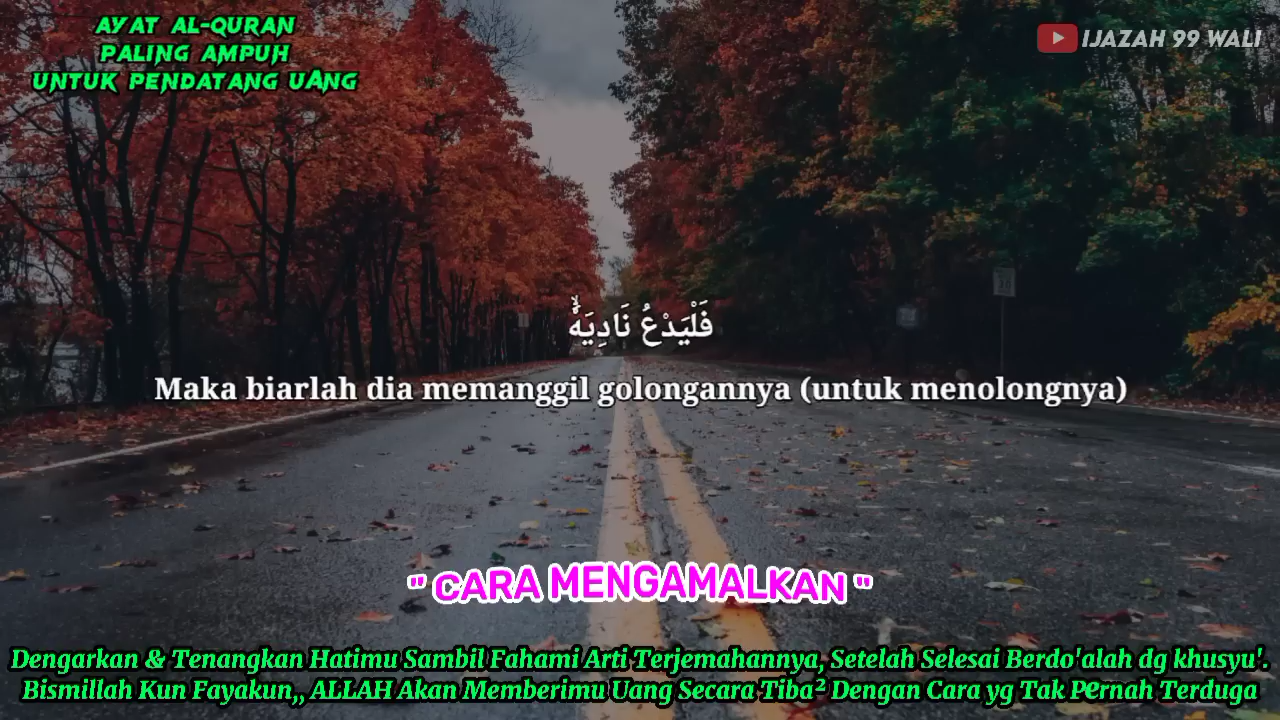 AYAT AL-QURAN
PALING AMPUH
UNTUK PENDATANG UANG
IJAZAH 99 WALI
فَلْيَدْعُ نَادِيَهٗۙ
Maka biarlah dia memanggil golongannya (untuk menolongnya)
" CARA MENGAMALKAN "
Dengarkan & Tenangkan Hatimu Sambil Fahami Arti Terjemahannya, Setelah Selesai Berdo'alah dg khusyu'.
Bismillah Kun Fayakun,, ALLAH Akan Memberimu Uang Secara Tiba² Dengan Cara yg Tak Pernah Terduga